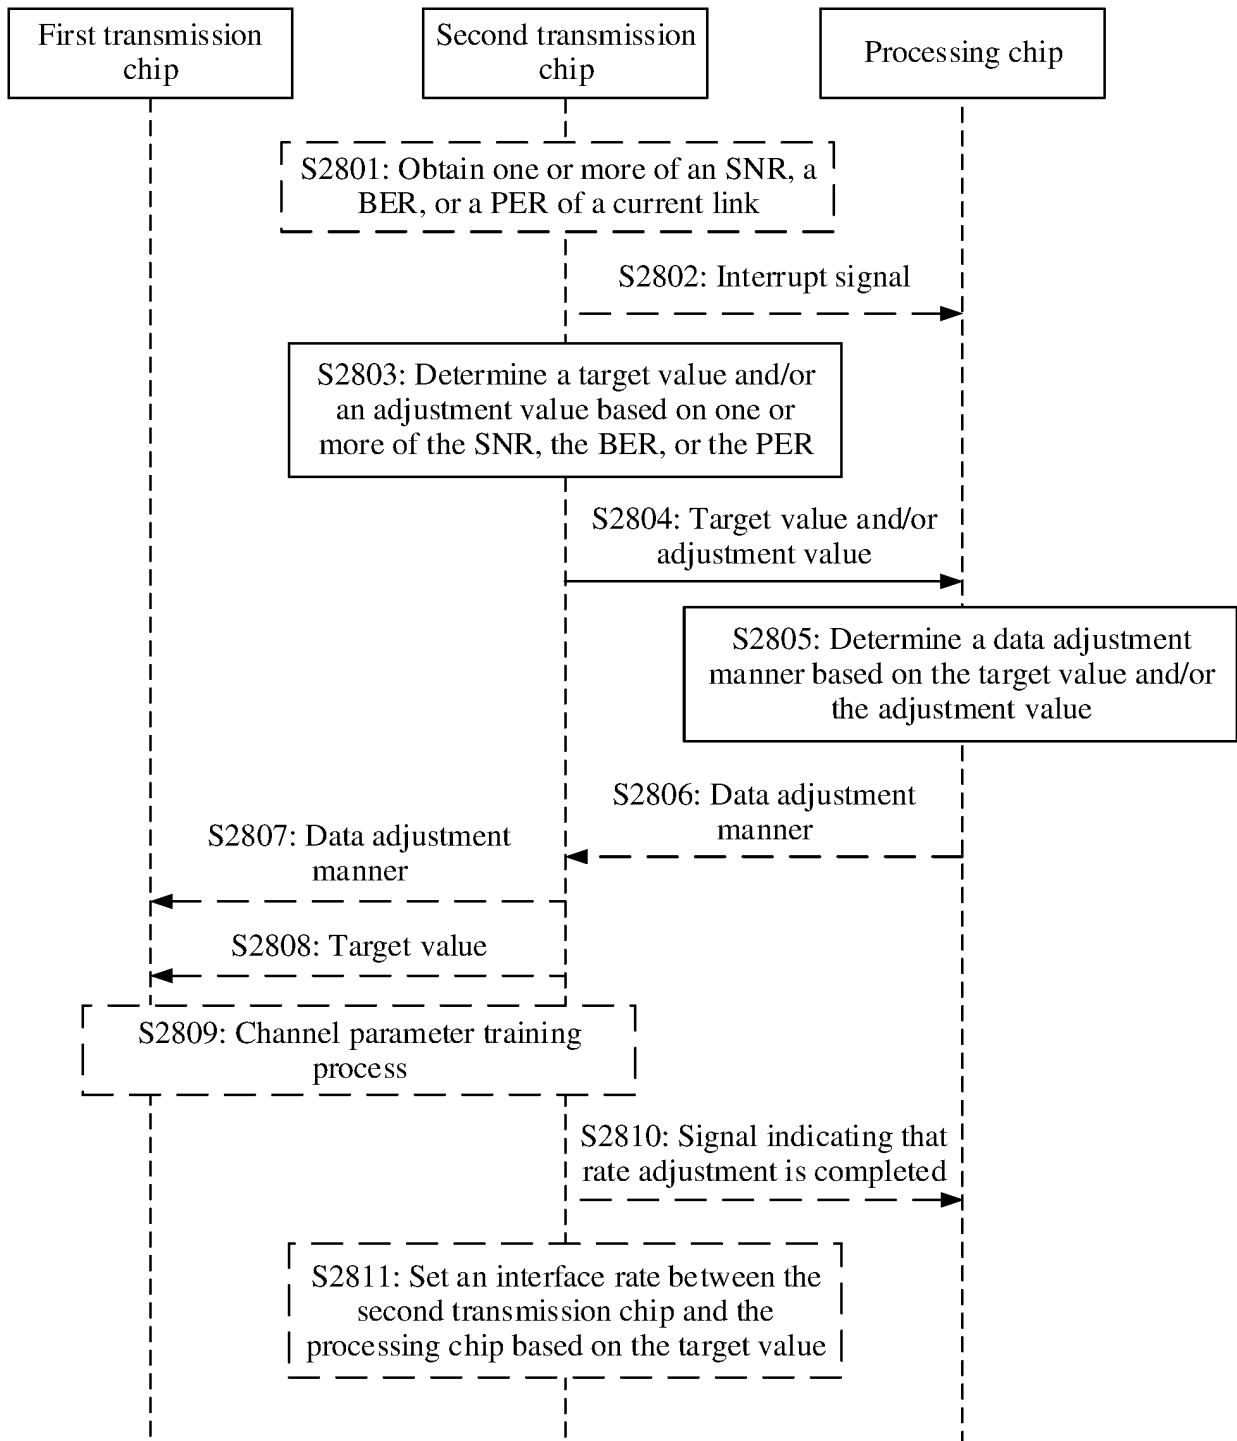 First transmission
chip
Second transmission
chip
Processing chip
S2801: Obtain one or more of an SNR, a
BER, or a PER of a current link
S2802: Interrupt signal
S2803: Determine a target value and/or
an adjustment value based on one or
more of the SNR, the BER, or the PER
S2804: Target value and/or
adjustment value
S2805: Determine a data adjustment
manner based on the target value and/or
the adjustment value
S2806: Data adjustment
manner
S2807: Data adjustment
manner
S2808: Target value
S2809: Channel parameter training
process
S2810: Signal indicating that
rate adjustment is completed
S2811: Set an interface rate between the
second transmission chip and the
processing chip based on the target value